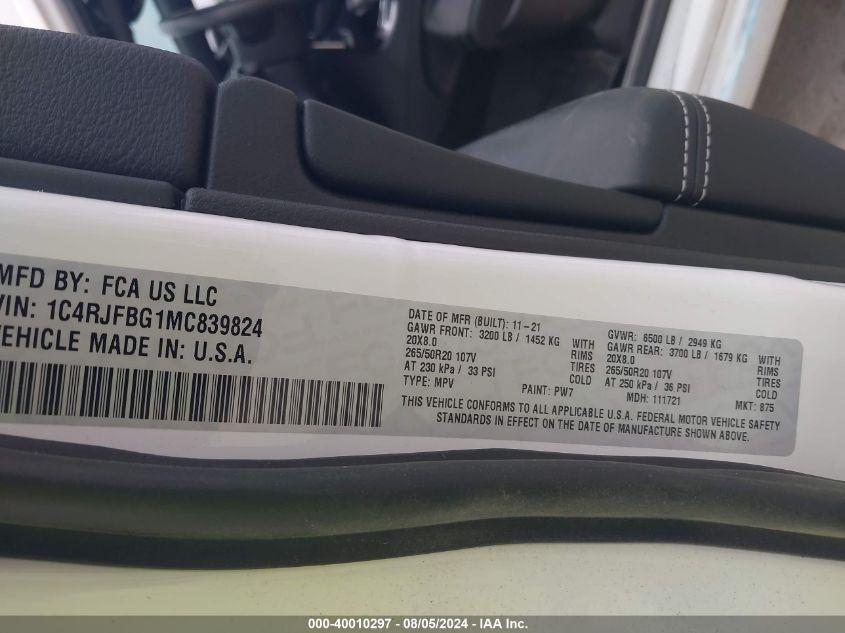 MFD BY: FCA US LLC
VIN: 1C4RJFBG1MC839824
VEHICLE MADE IN: U.S.A.
DATE OF MFR (BUILT): 11-21
GAWR FRONT: 3200 LB / 1452 KG WITH
20X8.0 RIMS
265/50R20 107V TIRES
AT 230 kPa / 33 PSI COLD
TYPE: MPV PAINT: PW7
GVWR: 6500 LB / 2949 KG
GAWR REAR: 3700 LB / 1679 KG WITH
20X8.0 RIMS
265/50R20 107V TIRES
AT 250 kPa / 36 PSI COLD
MDH: 111721 MKT: 875
THIS VEHICLE CONFORMS TO ALL APPLICABLE U.S.A. FEDERAL MOTOR VEHICLE SAFETY
STANDARDS IN EFFECT ON THE DATE OF MANUFACTURE SHOWN ABOVE.
000-40010297 - 08/05/2024 - IAA Inc.